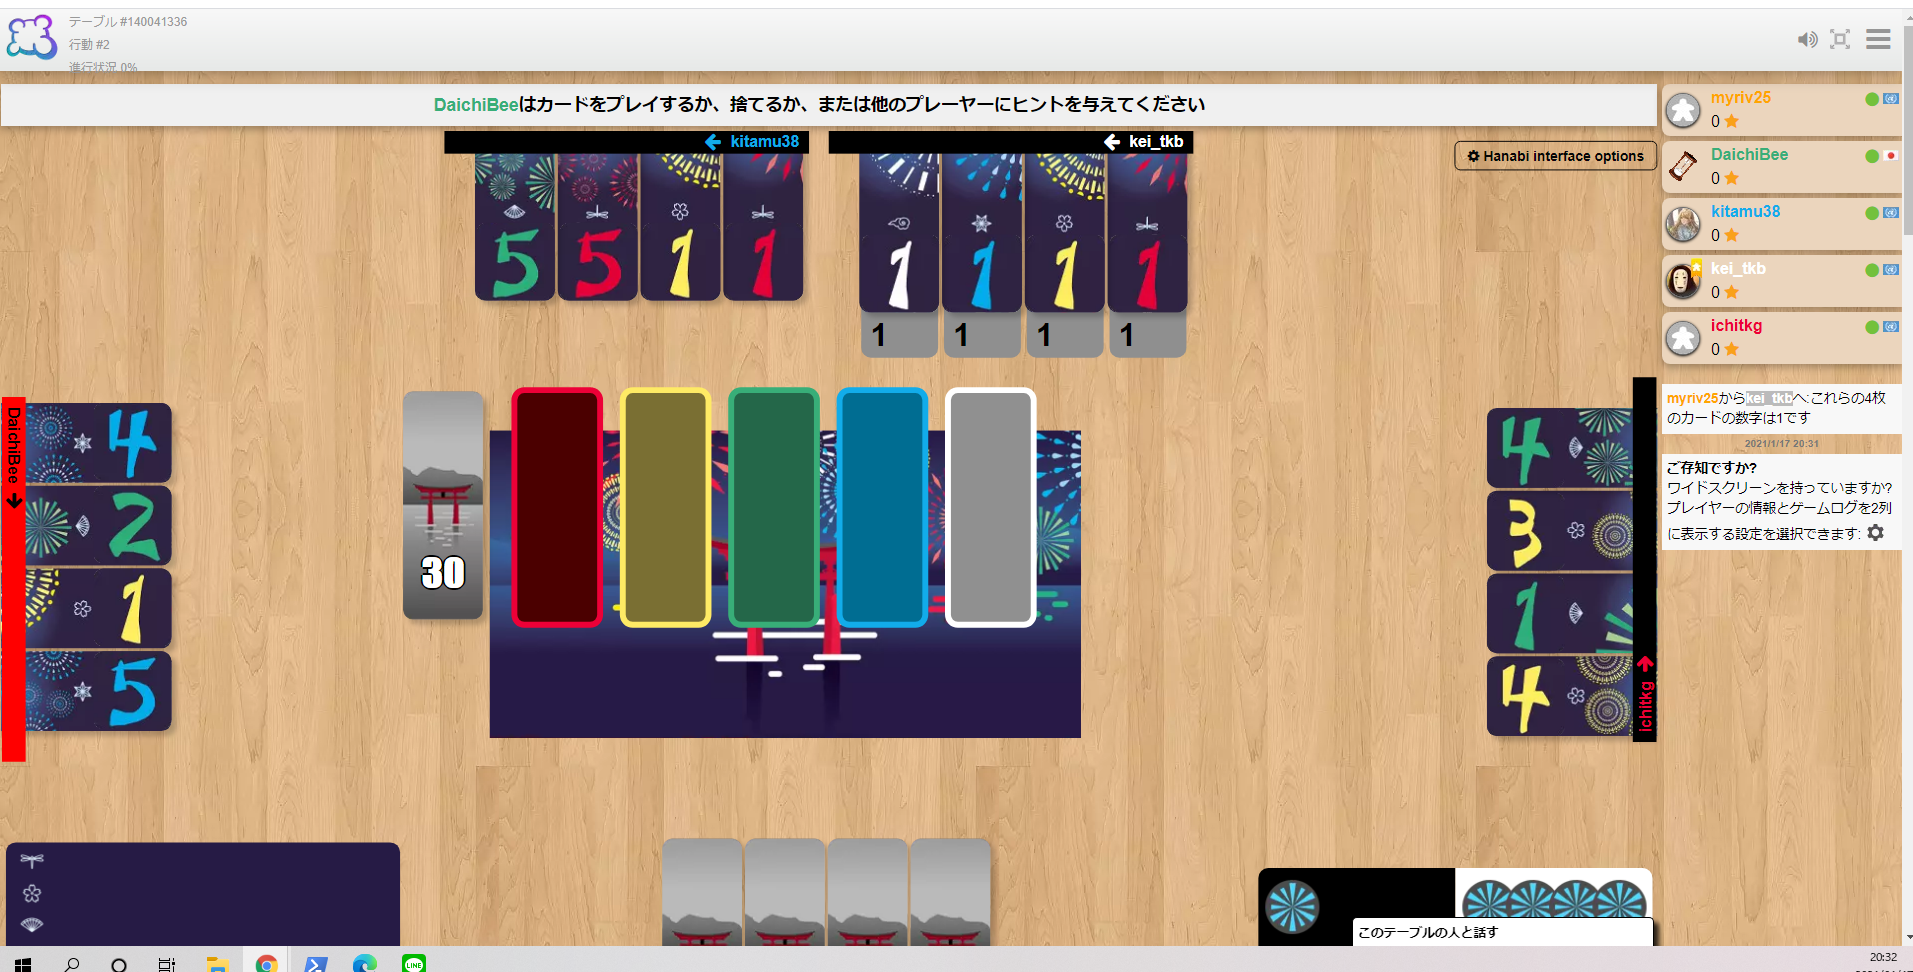 テーブル #140041336
行動 #2
進行状況 0%
DaichiBeeはカードをプレイするか、捨てるか、または他のプレーヤーにヒントを与えてください
kitamu38
kei_tkb
Hanabi interface options
5
5
1
1
1
1
1
1
1
1
1
1
myriv25
0
DaichiBee
0
kitamu38
0
kei_tkb
0
ichitkg
0
myriv25からkei_tkbへ:これらの4枚
のカードの数字は1です
2021/1/17 20:31
ご存知ですか?
ワイドスクリーンを持っていますか?
プレイヤーの情報とゲームログを2列
に表示する設定を選択できます:
DaichiBee
4
2
1
5
30
4
3
1
4
ichitkg
このテーブルの人と話す
LINE
20:32